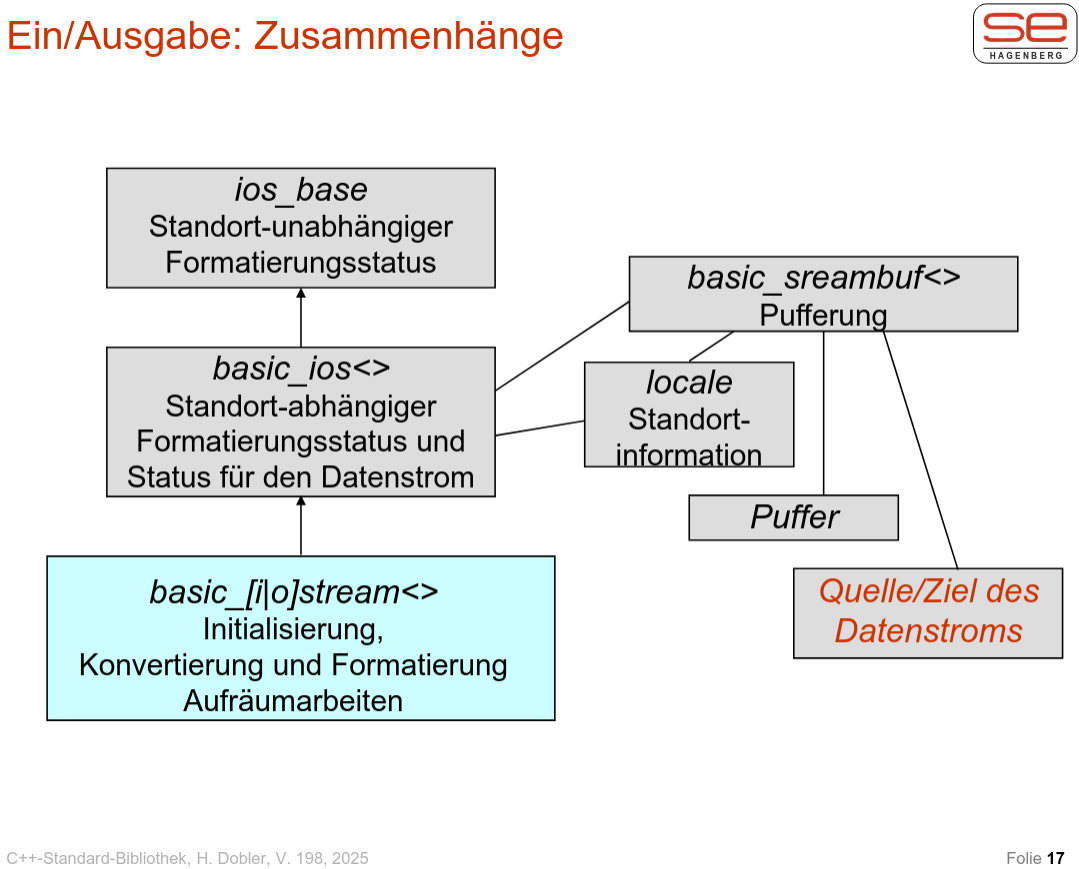 Ein/Ausgabe: Zusammenhänge
se
HAGENBERG
ios_base
Standort-unabhängiger
Formatierungsstatus
basic_sreambuf<>
Pufferung
basic_ios<>
Standort-abhängiger
Formatierungsstatus und
Status für den Datenstrom
locale
Standort-
information
Puffer
basic_[i|o]stream<>
Initialisierung,
Konvertierung und Formatierung
Aufräumarbeiten
Quelle/Ziel des
Datenstroms
C++-Standard-Bibliothek, H. Dobler, V. 198, 2025
Folie 17